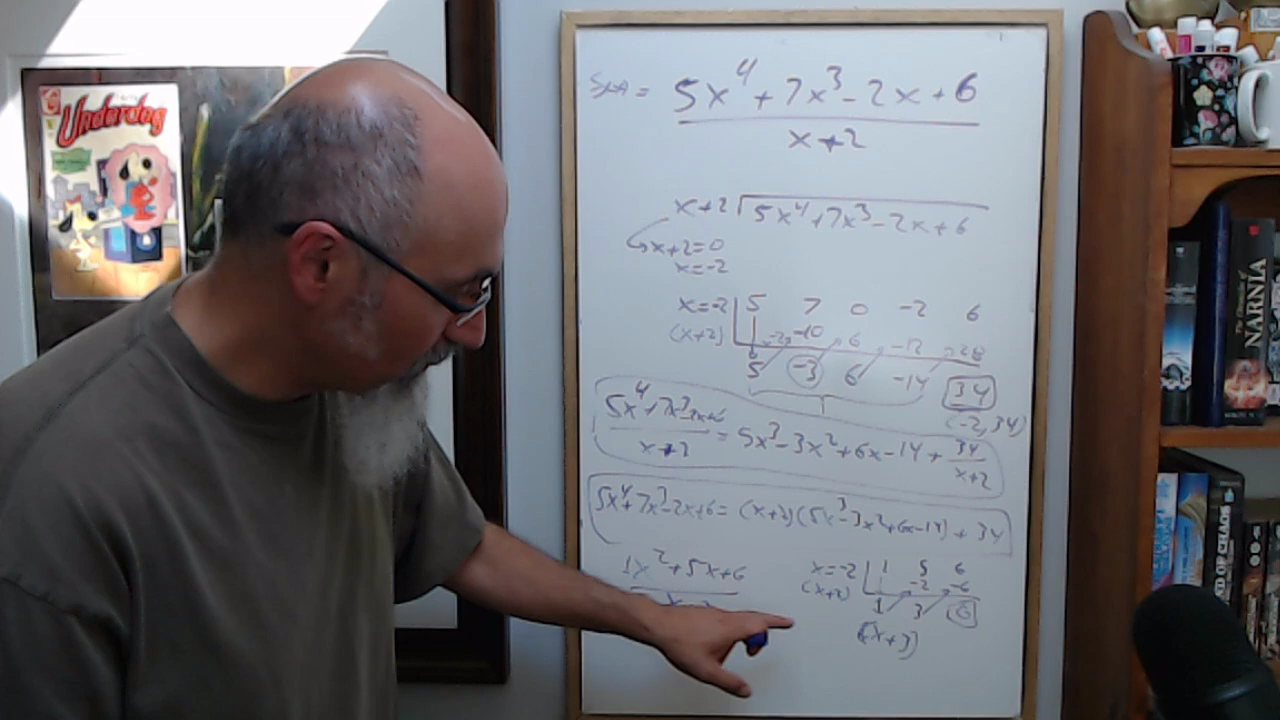 Underdog
5x⁴ + 7x³ - 2x + 6
x+2
x+2 5x⁴+7x³-2x+6
x+2=0
x=-2
x=-2 5 7 0 -2 6
(x+2) -2 -10 6 -12 28
5 -3 6 -14 34
(-2, 34)
5x⁴+7x³-2x+6 = 5x³-3x²+6x-14+ 34
x+2 x+2
5x⁴+7x³-2x+6= (x+2)(5x³-3x²+6x-14) + 34
1x²+5x+6
x=-2 1 5 6
(x+2) -2 -6
1 3 0
(x+3)
NARNIA
OF CHAOS